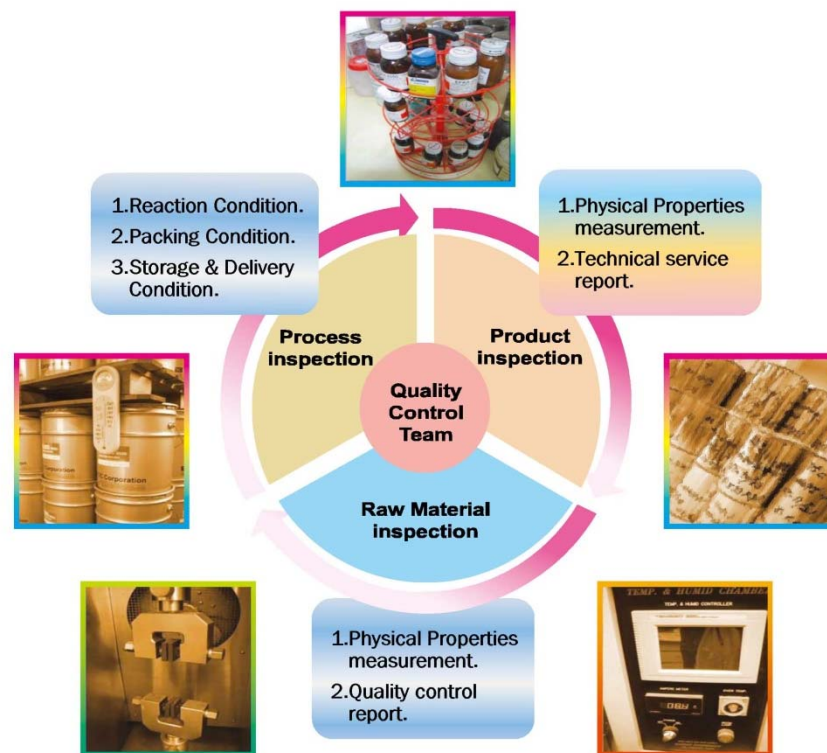 1.Reaction Condition.
2.Packing Condition.
3.Storage & Delivery
Condition.
1.Physical Properties
measurement.
2.Technical service
report.
Process
inspection
Product
inspection
Quality
Control
Team
Raw Material
inspection
Corporation
1.Physical Properties
measurement.
2.Quality control
report.
TEMP. & HUMID CHAMBER
TEMP. & HUMID CONTROLLER